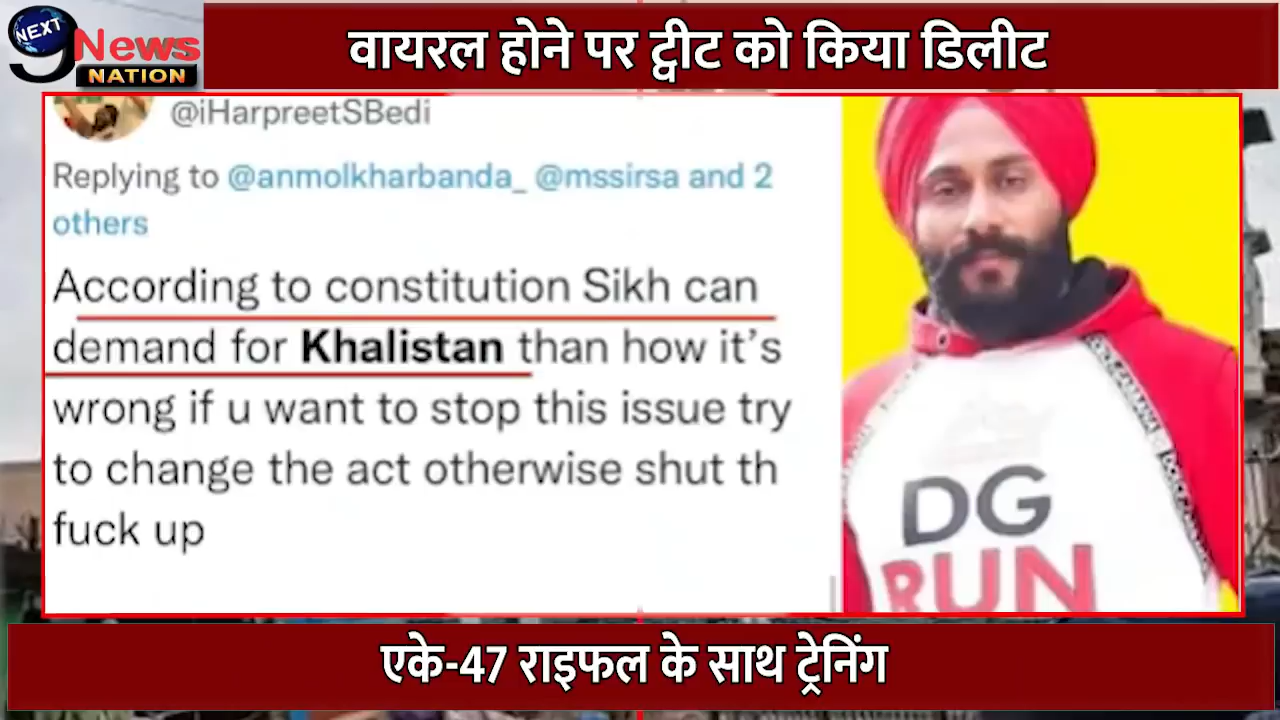 NEXT
9 News
NATION
वायरल होने पर ट्वीट को किया डिलीट
@iHarpreetSBedi
Replying to @anmolkharbanda_ @mssirsa and 2
others
According to constitution Sikh can
demand for Khalistan than how it's
wrong if u want to stop this issue try
to change the act otherwise shut th
fuck up
DG
RUN
एके-47 राइफल के साथ ट्रेनिंग